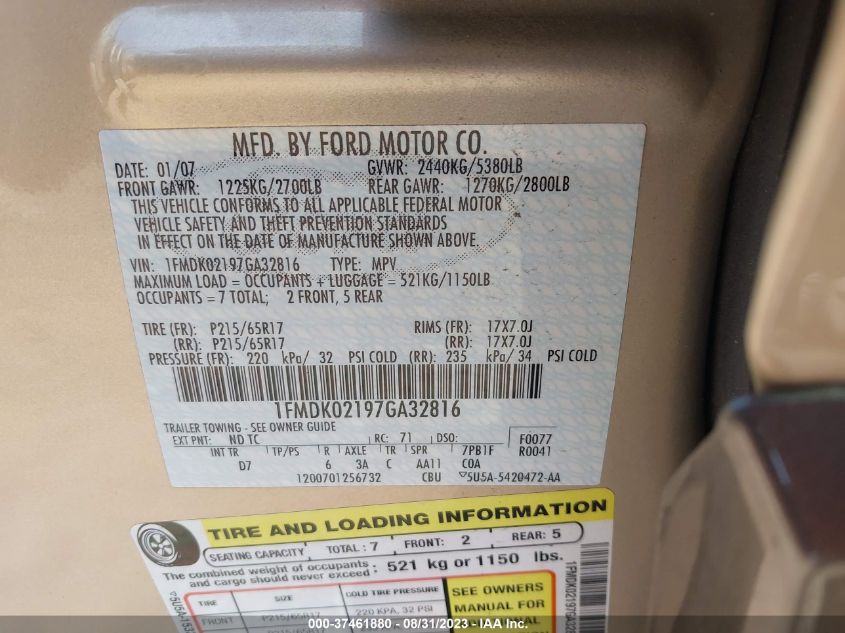 MFD. BY FORD MOTOR CO.
DATE: 01/07 GVWR: 2440KG/5380LB
FRONT GAWR: 1225KG/2700LB REAR GAWR: 1270KG/2800LB
THIS VEHICLE CONFORMS TO ALL APPLICABLE FEDERAL MOTOR
VEHICLE SAFETY AND THEFT PREVENTION STANDARDS
IN EFFECT ON THE DATE OF MANUFACTURE SHOWN ABOVE.
VIN: 1FMDK02197GA32816 TYPE: MPV
MAXIMUM LOAD = OCCUPANTS + LUGGAGE = 521KG/1150LB
OCCUPANTS = 7 TOTAL; 2 FRONT, 5 REAR
TIRE (FR): P215/65R17 RIMS (FR): 17X7.0J
(RR): P215/65R17 (RR): 17X7.0J
PRESSURE (FR): 220 kPa/ 32 PSI COLD (RR): 235 kPa/ 34 PSI COLD
1FMDK02197GA32816
TRAILER TOWING - SEE OWNER GUIDE
EXT PNT: ND TC RC: 71 DSO: F0077
INT TR TP/PS R AXLE TR SPR 7PB1F R0041
D7 6 3A C AA11 COA
1200701256732 CBU 5U5A-5420472-AA
TIRE AND LOADING INFORMATION
SEATING CAPACITY TOTAL: 7 FRONT: 2 REAR: 5
The combined weight of occupants and cargo should never exceed: 521 kg or 1150 lbs.
TIRE SIZE COLD TIRE PRESSURE SEE OWNERS
FRONT P215/65R17 220 KPA, 32 PSI MANUAL FOR
000-37461880 - 08/31/2023 - IAA Inc.